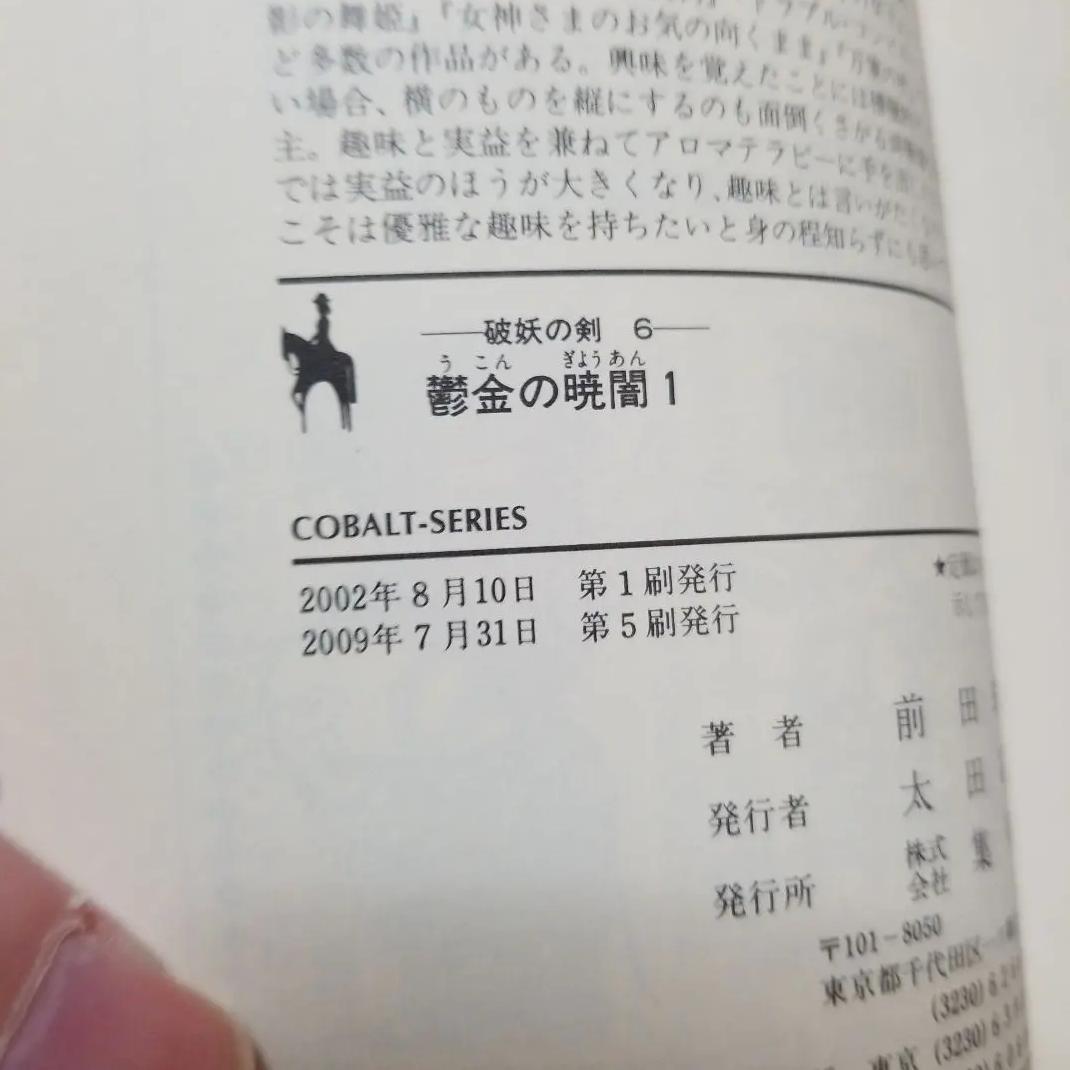 影の舞姫』『女神さまのお気の向くまま』『万
ど多数の作品がある。興味を覚えたことには
い場合、横のものを縦にするのも面倒くさがる
主。趣味と実益を兼ねてアロマテラピーに手を
では実益のほうが大きくなり、趣味とは言いがたく
こそは優雅な趣味を持ちたいと身の程知らずにも
――破妖の剣 6――
う こん ぎょう あん
鬱金の暁闇 1
COBALT-SERIES
2002年 8 月10日 第 1 刷発行
2009年 7 月31日 第 5 刷発行
★定
著 者 前 田
発行者 太 田
発行所 株式会社 集
〒101-8050
東京都千代田区一
(3230) 6
東京 (3230) 6